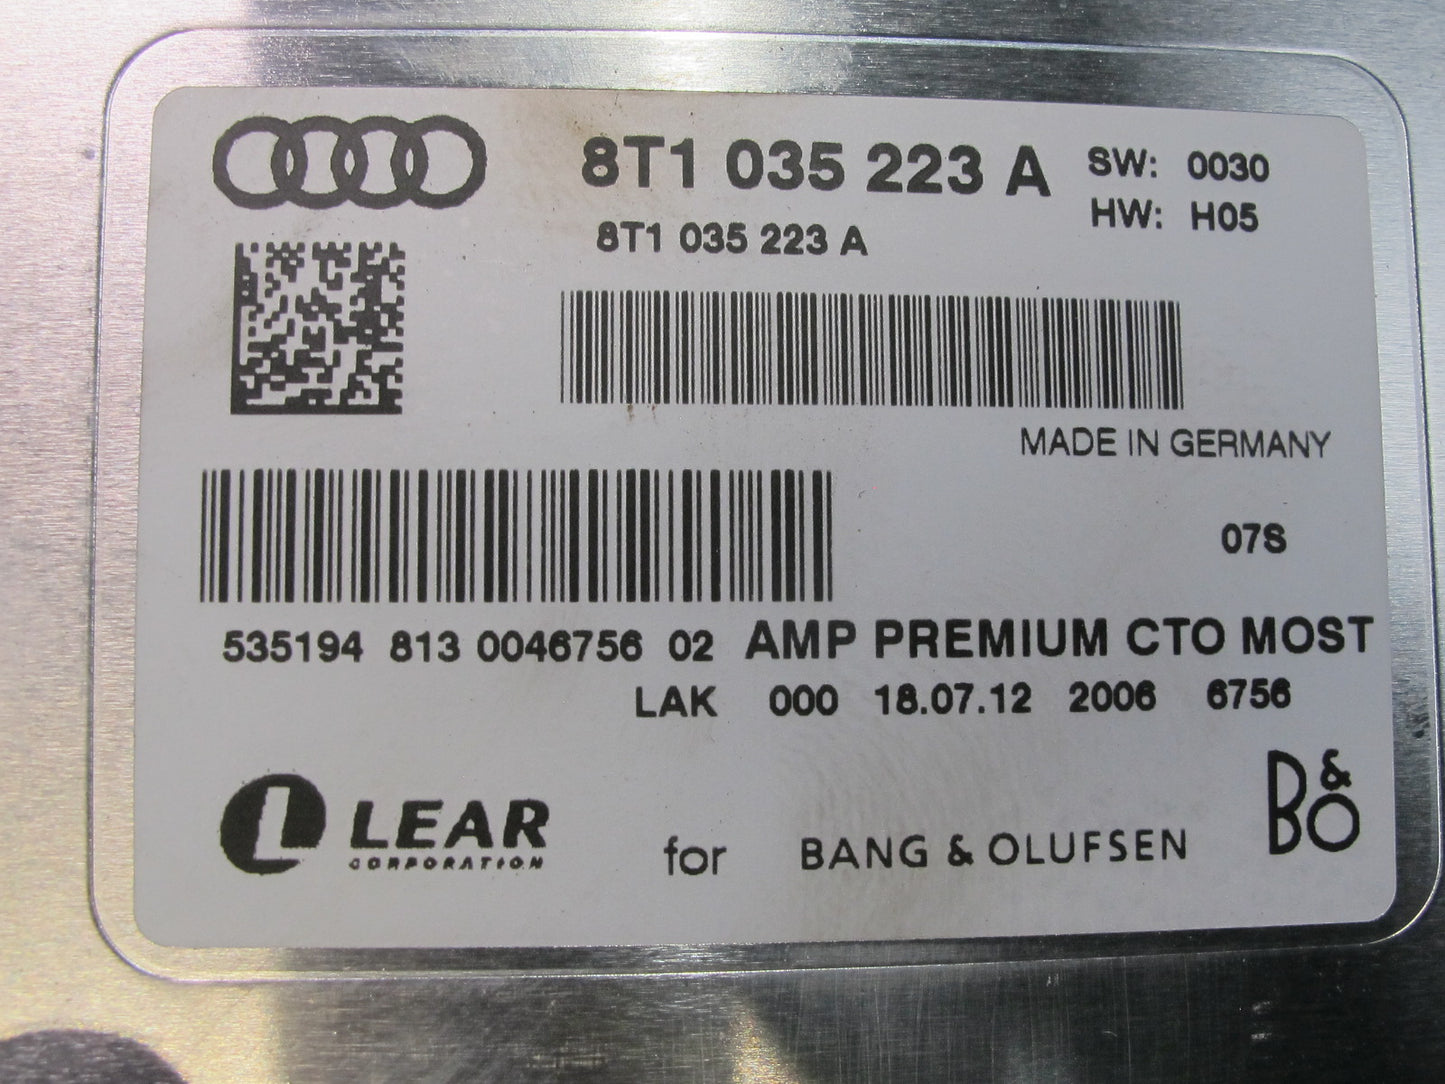 8T1 035 223 A SW: 0030
HW: H05
8T1 035 223 A
MADE IN GERMANY
07S
535194 813 0046756 02 AMP PREMIUM CTO MOST
LAK 000 18.07.12 2006 6756
L LEAR
CORPORATION
for BANG & OLUFSEN
B&O